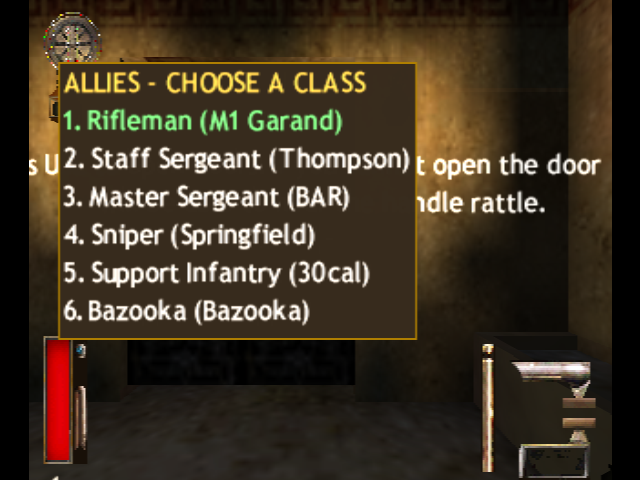 ALLIES - CHOOSE A CLASS
1. Rifleman (M1 Garand)
2. Staff Sergeant (Thompson)
3. Master Sergeant (BAR)
4. Sniper (Springfield)
5. Support Infantry (30cal)
6. Bazooka (Bazooka)
open the door
rattle.